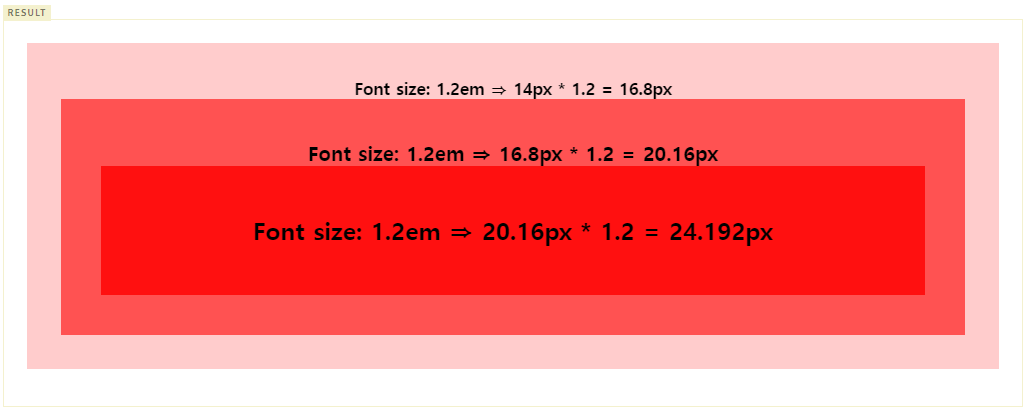 RESULT
Font size: 1.2em ⇒ 14px * 1.2 = 16.8px
Font size: 1.2em ⇒ 16.8px * 1.2 = 20.16px
Font size: 1.2em ⇒ 20.16px * 1.2 = 24.192px